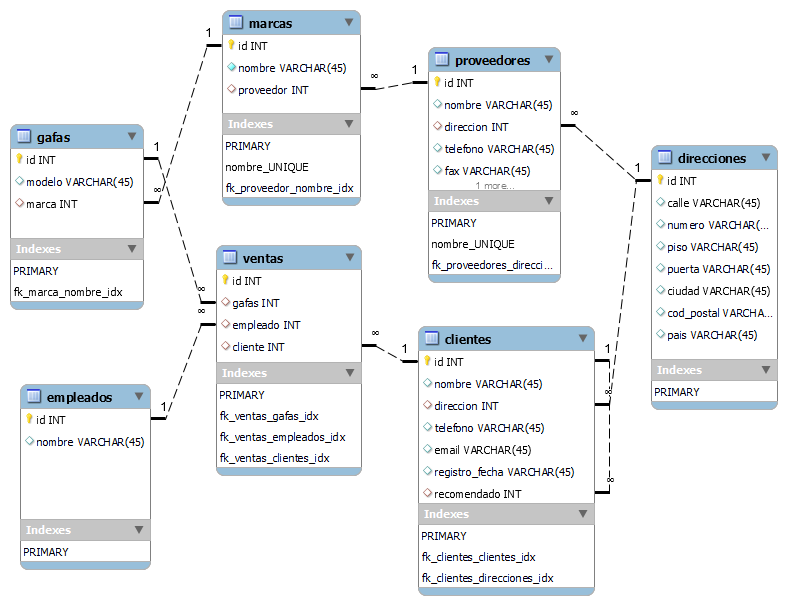 marcas
id INT
nombre VARCHAR(45)
proveedor INT
Indexes
PRIMARY
nombre_UNIQUE
fk_proveedor_nombre_idx
proveedores
id INT
nombre VARCHAR(45)
direccion INT
telefono VARCHAR(45)
fax VARCHAR(45)
1 more...
Indexes
PRIMARY
nombre_UNIQUE
fk_proveedores_direcci...
gafas
id INT
modelo VARCHAR(45)
marca INT
Indexes
PRIMARY
fk_marca_nombre_idx
direcciones
id INT
calle VARCHAR(45)
numero VARCHAR(...
piso VARCHAR(45)
puerta VARCHAR(45)
ciudad VARCHAR(45)
cod_postal VARCHA...
pais VARCHAR(45)
Indexes
PRIMARY
ventas
id INT
gafas INT
empleado INT
cliente INT
Indexes
PRIMARY
fk_ventas_gafas_idx
fk_ventas_empleados_idx
fk_ventas_clientes_idx
clientes
id INT
nombre VARCHAR(45)
direccion INT
telefono VARCHAR(45)
email VARCHAR(45)
registro_fecha VARCHAR(45)
recomendado INT
Indexes
PRIMARY
fk_clientes_clientes_idx
fk_clientes_direcciones_idx
empleados
id INT
nombre VARCHAR(45)
Indexes
PRIMARY
1
∞
1
∞
1
∞
1
∞
∞
1
∞
1
1
∞
∞